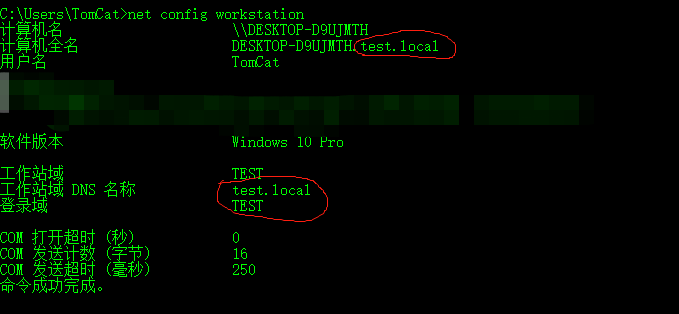 C:\Users\TomCat>net config workstation
计算机名 \\DESKTOP-D9UJMTH
计算机全名 DESKTOP-D9UJMTH.test.local
用户名 TomCat
软件版本 Windows 10 Pro
工作站域 TEST
工作站域 DNS 名称 test.local
登录域 TEST
COM 打开超时 (秒) 0
COM 发送计数 (字节) 16
COM 发送超时 (毫秒) 250
命令成功完成。